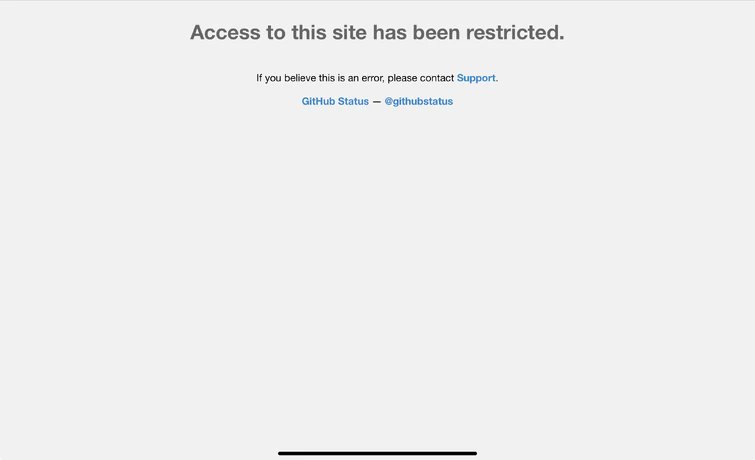 Access to this site has been restricted.
If you believe this is an error, please contact Support.
GitHub Status — @githubstatus